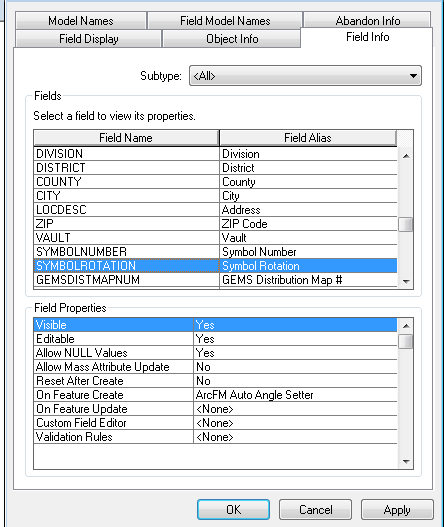 Model Names Field Model Names Abandon Info
Field Display Object Info Field Info
Subtype: <All>
Fields
Select a field to view its properties.
Field Name Field Alias
DIVISION Division
DISTRICT District
COUNTY County
CITY City
LOCDESC Address
ZIP ZIP Code
VAULT Vault
SYMBOLNUMBER Symbol Number
SYMBOLROTATION Symbol Rotation
GEMSDISTMAPNUM GEMS Distribution Map #
Field Properties
Visible Yes
Editable Yes
Allow NULL Values Yes
Allow Mass Attribute Update No
Reset After Create No
On Feature Create ArcFM Auto Angle Setter
On Feature Update <None>
Custom Field Editor <None>
Validation Rules <None>
OK Cancel Apply